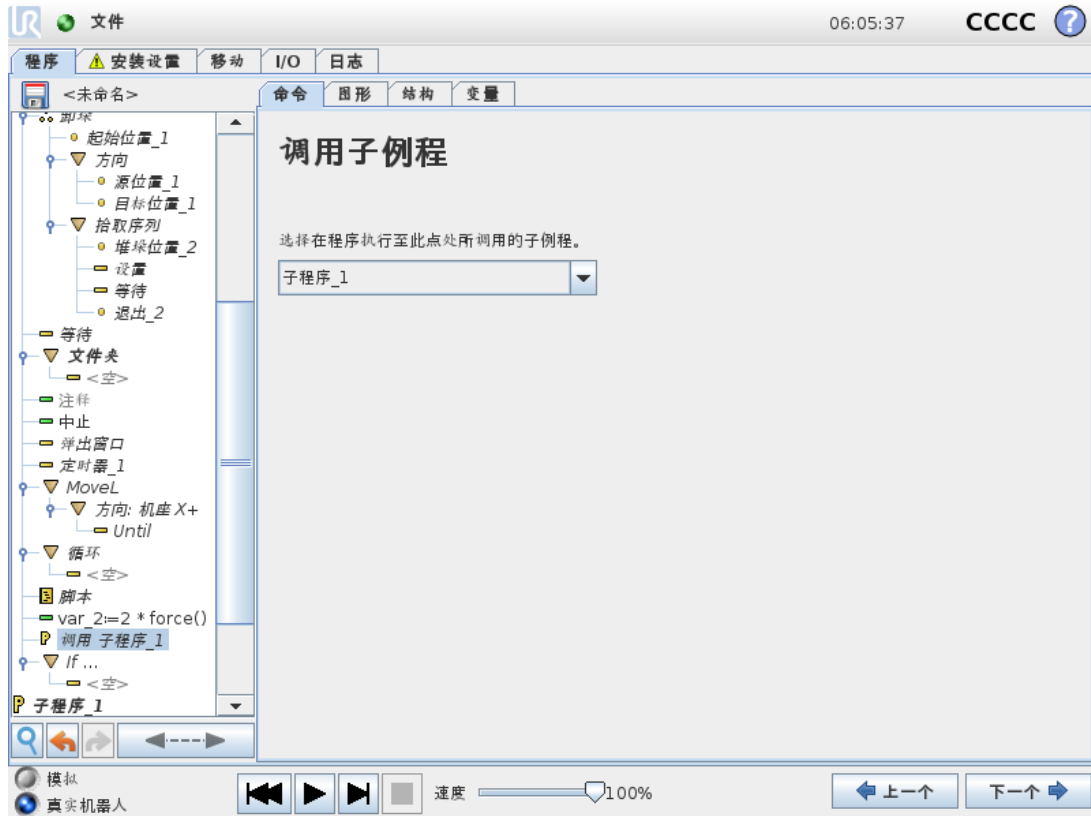 UR 文件 06:05:37 CCCC ?
程序 安装设置 移动 I/O 日志
<未命名> 命令 图形 结构 变量
卸垛
起始位置_1
方向
源位置_1
目标位置_1
拾取序列
堆垛位置_2
设置
等待
退出_2
等待
文件夹
<空>
注释
中止
弹出窗口
定时器_1
MoveL
方向: 机座 X+
Until
循环
<空>
脚本
var_2:=2 * force()
P 调用 子程序_1
If ...
<空>
P 子程序_1
调用子例程
选择在程序执行至此点处所调用的子例程。
子程序_1
模拟
真实机器人
速度 100%
上一个 下一个